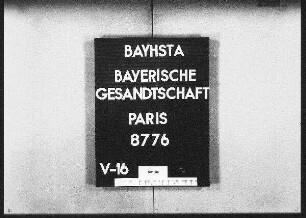 BAYHSTA
BAYERISCHE
GESANDTSCHAFT
PARIS
8776
V-16